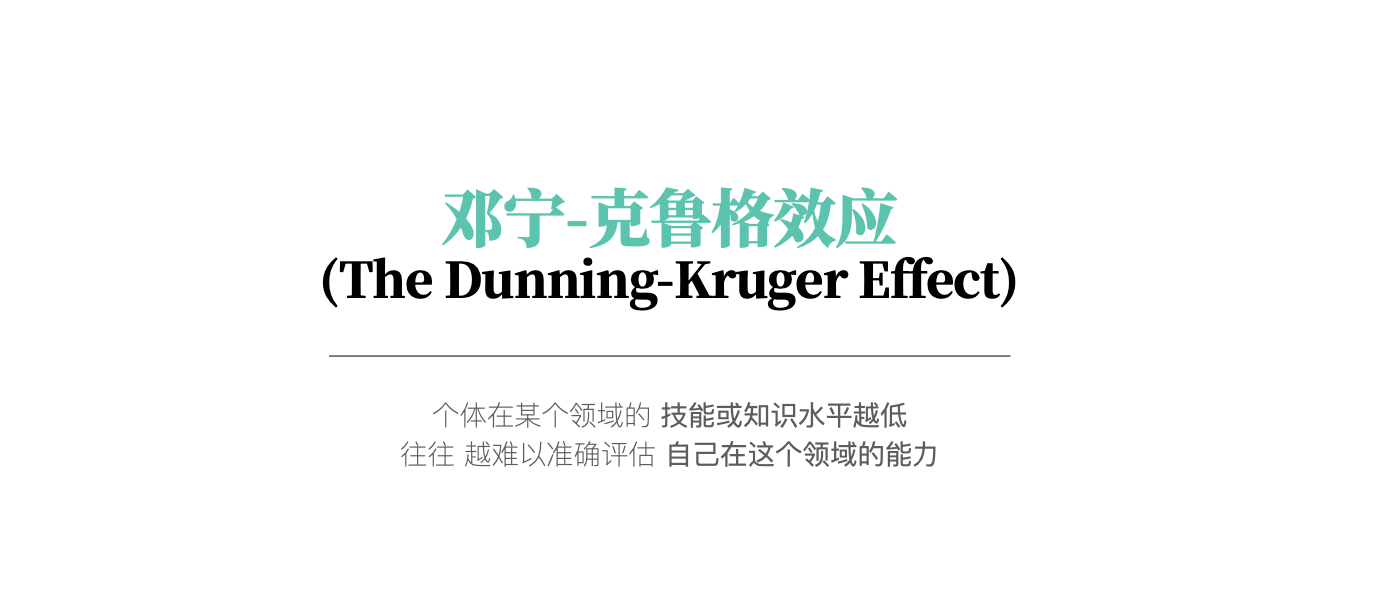 邓宁-克鲁格效应
(The Dunning-Kruger Effect)
个体在某个领域的 技能或知识水平越低
往往 越难以准确评估 自己在这个领域的能力